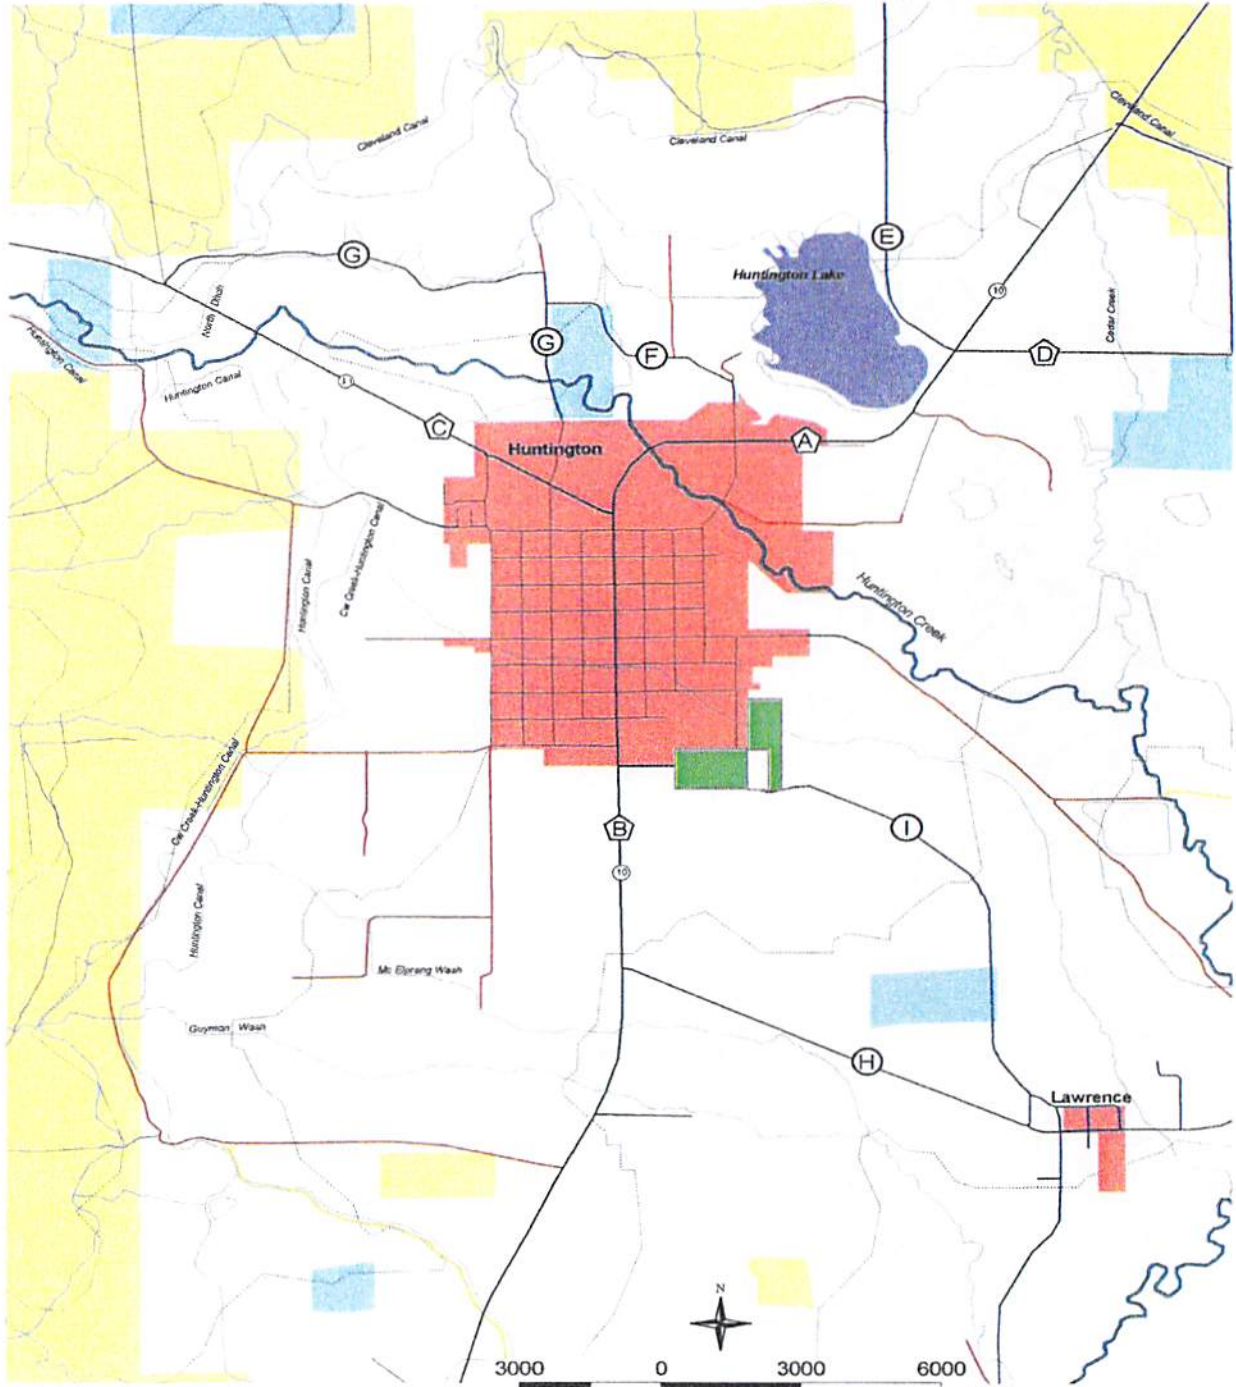 Cleveland Canal
Cleveland Canal
Cleveland Canal
E
G
Huntington Lake
10
North Ditch
Cedar Creek
Huntington Canal
G
F
D
Huntington Canal
11
C
A
Huntington
Huntington Canal
Cw Creek-Huntington Canal
Huntington Creek
Cw Creek-Huntington Canal
B
I
10
Huntington Canal
Mc Elprang Wash
Guymon Wash
H
Lawrence
N
3000 0 3000 6000